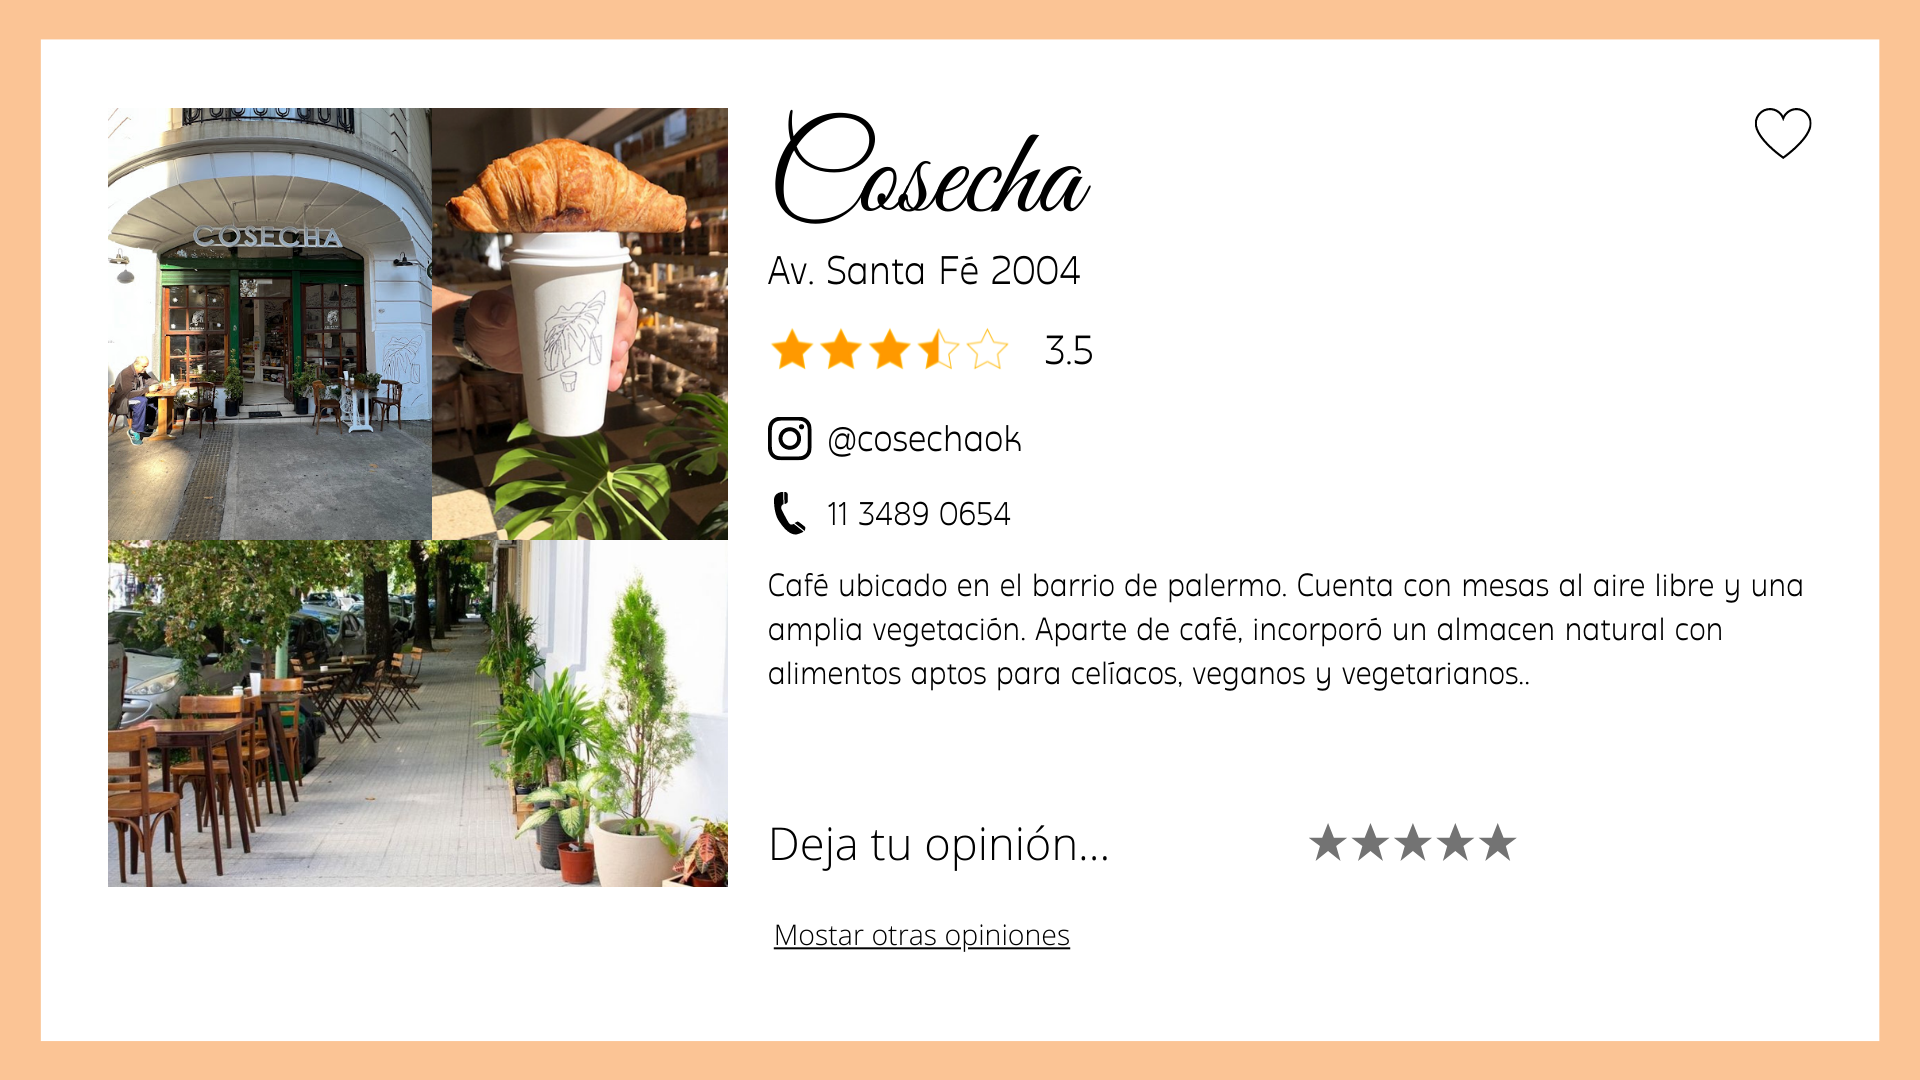 COSECHA
Cosecha
Av. Santa Fé 2004
3.5
@cosechaok
11 3489 0654
Café ubicado en el barrio de palermo. Cuenta con mesas al aire libre y una
amplia vegetación. Aparte de café, incorporó un almacen natural con
alimentos aptos para celíacos, veganos y vegetarianos..
Deja tu opinión...
Mostar otras opiniones